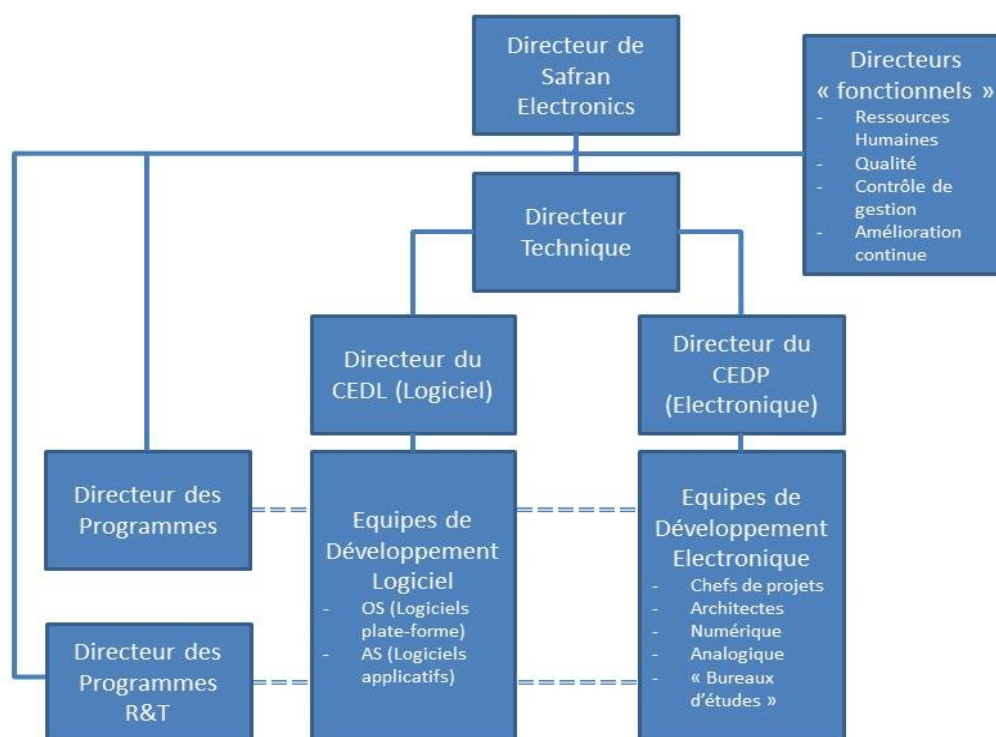 Directeur de
Safran
Electronics
Directeurs
« fonctionnels »
- Ressources
Humaines
- Qualité
- Contrôle de
gestion
- Amélioration
continue
Directeur
Technique
Directeur du
CEDL (Logiciel)
Directeur du
CEDP
(Electronique)
Directeur des
Programmes
Equipes de
Développement
Logiciel
- OS (Logiciels
plate-forme)
- AS (Logiciels
applicatifs)
Equipes de
Développement
Electronique
- Chefs de projets
- Architectes
- Numérique
- Analogique
- « Bureaux
d'études »
Directeur des
Programmes
R&T